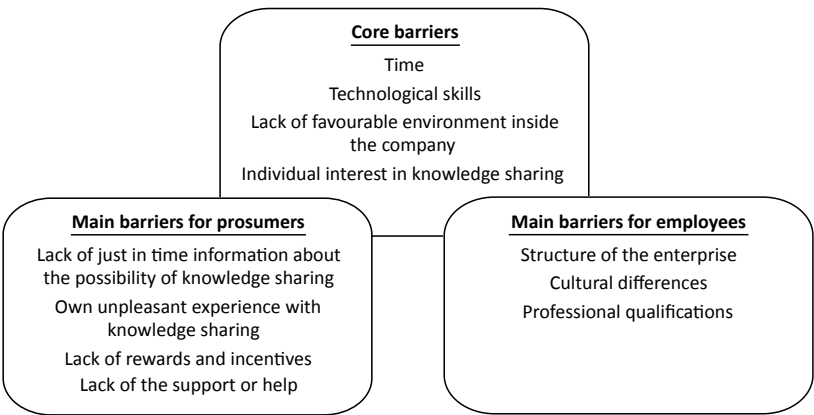 Core barriers
Time
Technological skills
Lack of favourable environment inside
the company
Individual interest in knowledge sharing
Main barriers for prosumers
Lack of just in time information about
the possibility of knowledge sharing
Own unpleasant experience with
knowledge sharing
Lack of rewards and incentives
Lack of the support or help
Main barriers for employees
Structure of the enterprise
Cultural differences
Professional qualifications